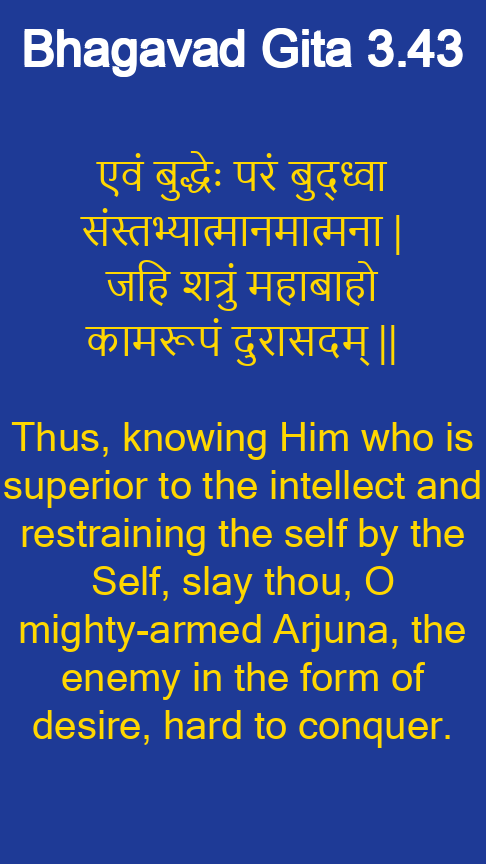 Bhagavad Gita 3.43
एवं बुद्धेः परं बुद्ध्वा
संस्तभ्यात्मानमात्मना |
जहि शत्रुं महाबाहो
कामरूपं दुरासदम् ||
Thus, knowing Him who is
superior to the intellect and
restraining the self by the
Self, slay thou, O
mighty-armed Arjuna, the
enemy in the form of
desire, hard to conquer.